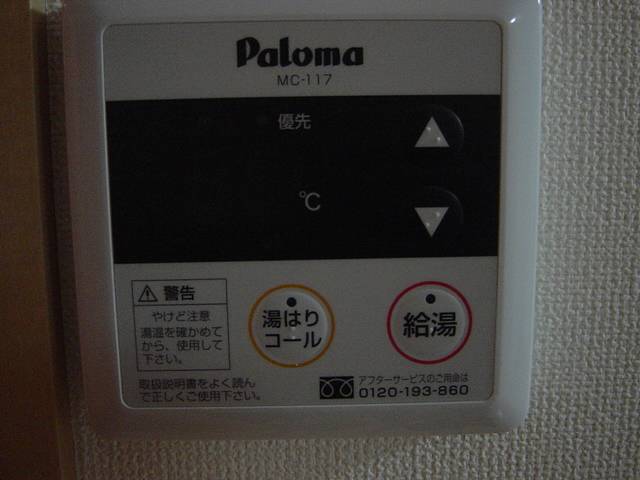 Paloma
MC-117
優先
℃
警告
やけど注意
湯温を確かめて
から、使用して
下さい。
湯はり
コール
給湯
取扱説明書をよく読ん
で正しくご使用下さい。
アフターサービスのご用命は
0120-193-860